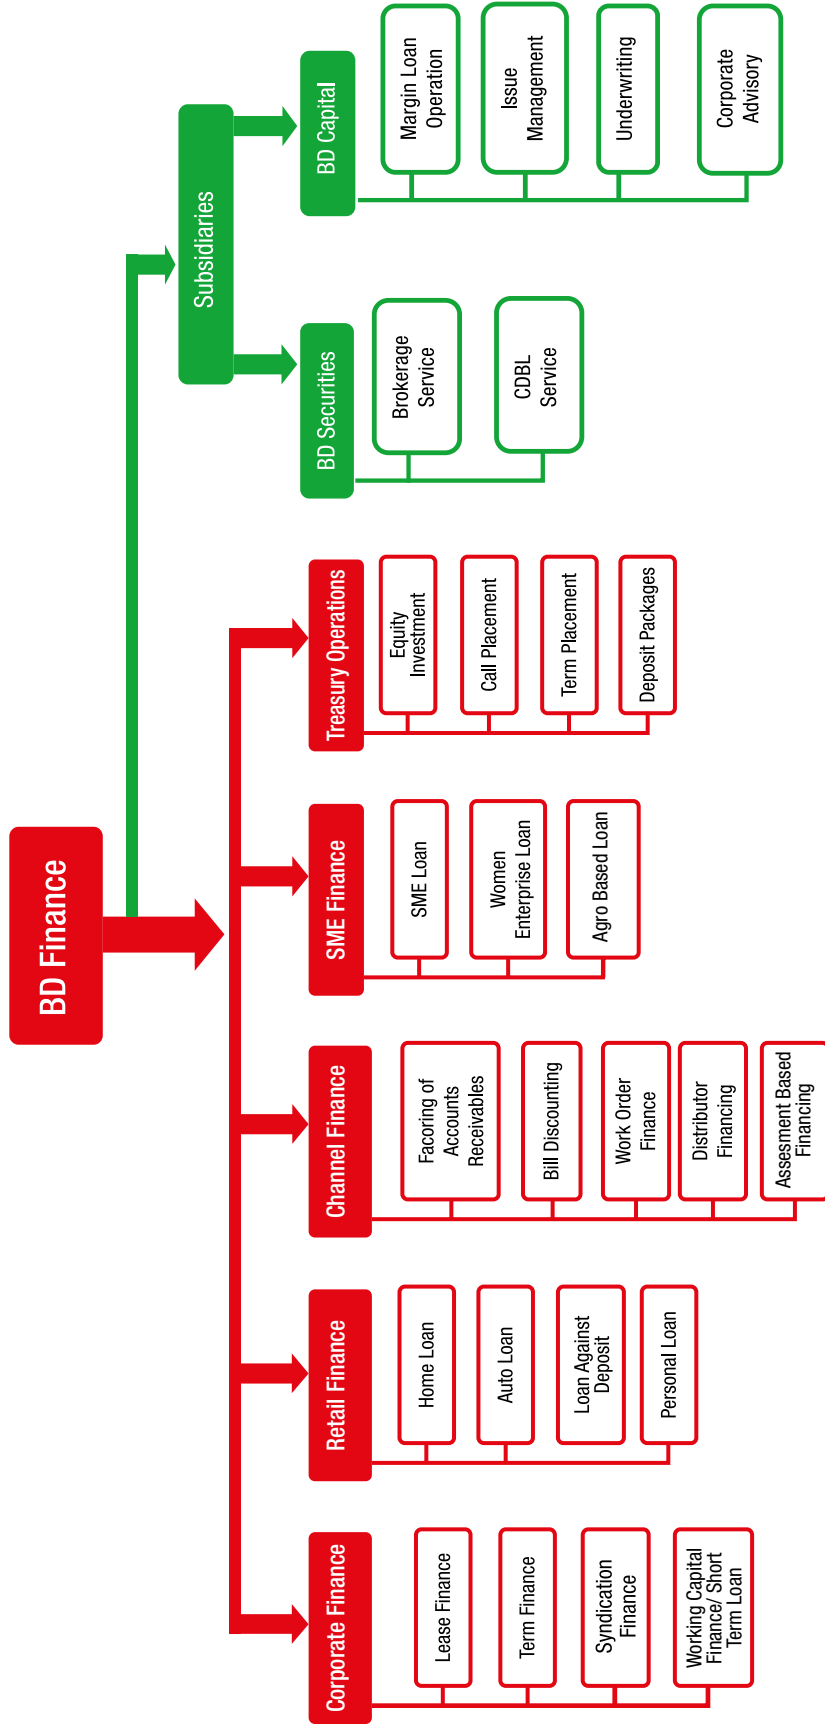 BD Finance
Corporate Finance
Lease Finance
Term Finance
Syndication
Finance
Working Capital
Finance/ Short
Term Loan
Retail Finance
Home Loan
Auto Loan
Loan Against
Deposit
Personal Loan
Channel Finance
Facoring of
Accounts
Receivables
Bill Discounting
Work Order
Finance
Distributor
Financing
Assesment Based
Financing
SME Finance
SME Loan
Women
Enterprise Loan
Agro Based Loan
Treasury Operations
Equity
Investment
Call Placement
Term Placement
Deposit Packages
Subsidiaries
BD Securities
Brokerage
Service
CDBL
Service
BD Capital
Margin Loan
Operation
Issue
Management
Underwriting
Corporate
Advisory